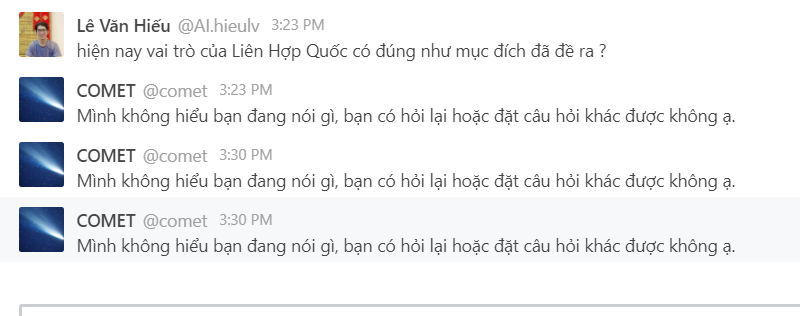 Lê Văn Hiếu @AI.hieulv 3:23 PM
hiện nay vai trò của Liên Hợp Quốc có đúng như mục đích đã đề ra ?
COMET @comet 3:23 PM
Mình không hiểu bạn đang nói gì, bạn có hỏi lại hoặc đặt câu hỏi khác được không ạ.
COMET @comet 3:30 PM
Mình không hiểu bạn đang nói gì, bạn có hỏi lại hoặc đặt câu hỏi khác được không ạ.
COMET @comet 3:30 PM
Mình không hiểu bạn đang nói gì, bạn có hỏi lại hoặc đặt câu hỏi khác được không ạ.